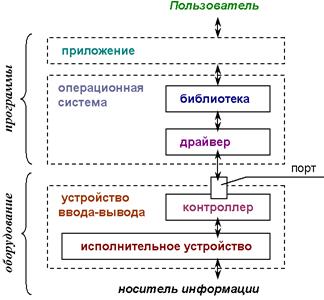 Пользователь
приложение
программы
операционная
система
библиотека
драйвер
порт
оборудование
устройство
ввода-вывода
контроллер
исполнительное устройство
носитель информации